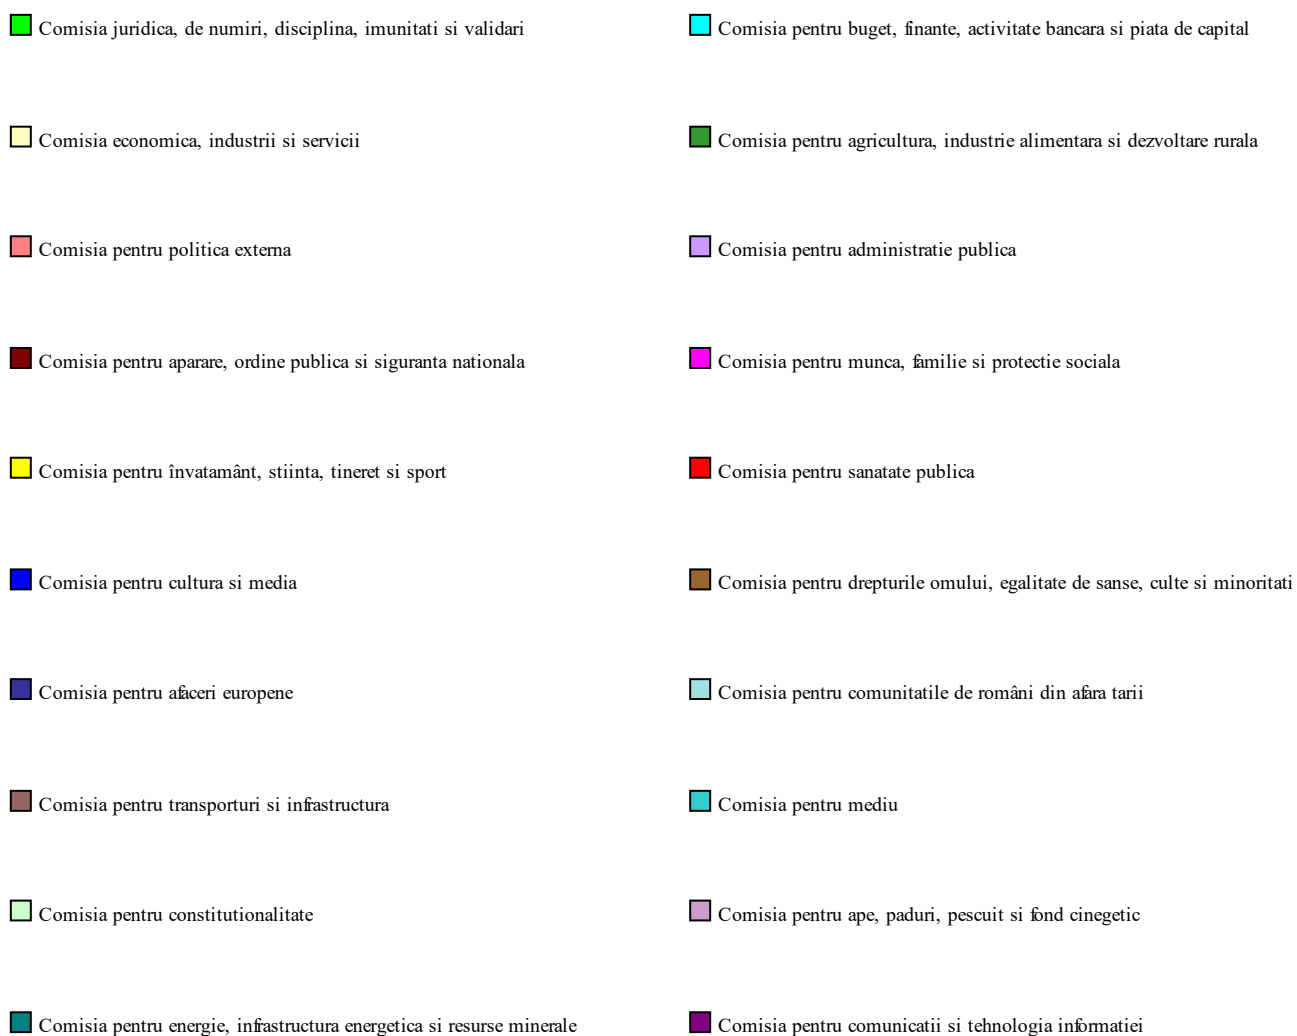 Comisia juridica, de numiri, disciplina, imunitati si validari
Comisia pentru buget, finante, activitate bancara si piata de capital
Comisia economica, industrii si servicii
Comisia pentru agricultura, industrie alimentara si dezvoltare rurala
Comisia pentru politica externa
Comisia pentru administratie publica
Comisia pentru aparare, ordine publica si siguranta nationala
Comisia pentru munca, familie si protectie sociala
Comisia pentru învatamânt, stiinta, tineret si sport
Comisia pentru sanatate publica
Comisia pentru cultura si media
Comisia pentru drepturile omului, egalitate de sanse, culte si minoritati
Comisia pentru afaceri europene
Comisia pentru comunitatile de români din afara tarii
Comisia pentru transporturi si infrastructura
Comisia pentru mediu
Comisia pentru constitutionalitate
Comisia pentru ape, paduri, pescuit si fond cinegetic
Comisia pentru energie, infrastructura energetica si resurse minerale
Comisia pentru comunicatii si tehnologia informatiei